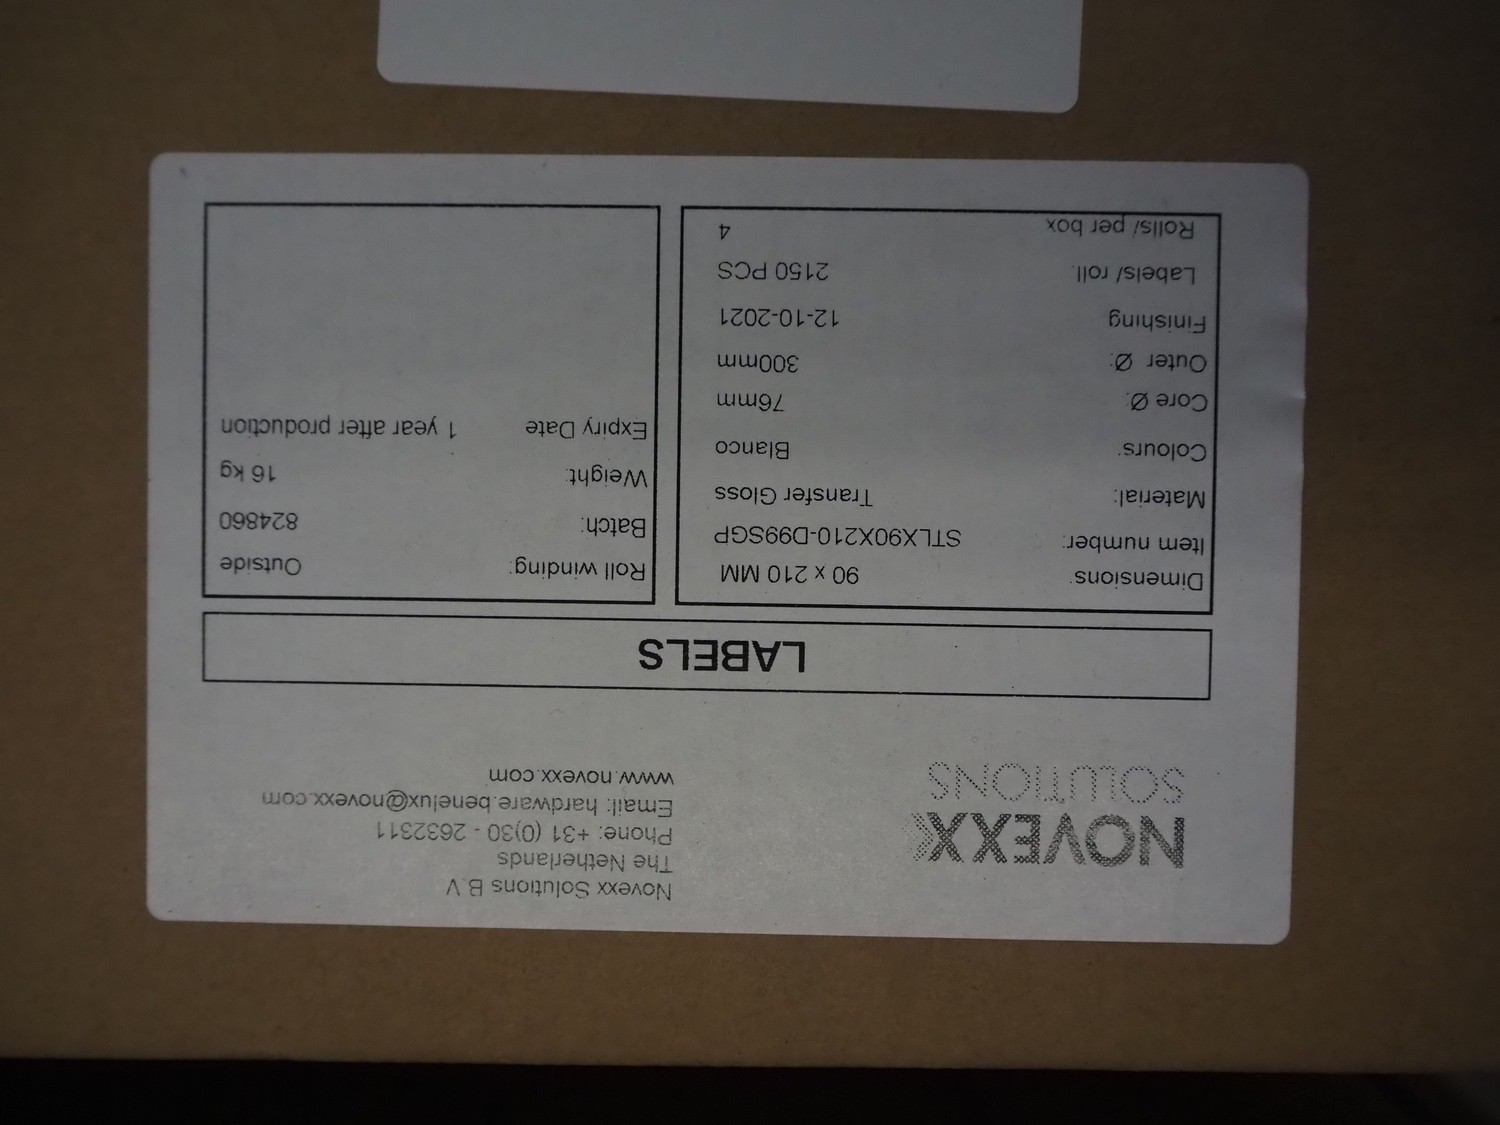 NOVEXX
SOLUTIONS
Novexx Solutions B.V
The Netherlands
Phone: +31 (0)30 - 2632311
Email: hardware.benelux@novexx.com
www.novexx.com
LABELS
Dimensions: 90 x 210 MM
Item number: STLX90X210-D99SGP
Material: Transfer Gloss
Colours: Blanco
Core Ø: 76mm
Outer Ø: 300mm
Finishing 12-10-2021
Labels/ roll 2150 PCS
Rolls/ per box 4
Roll winding: Outside
Batch: 824860
Weight: 16 kg
Expiry Date 1 year after production